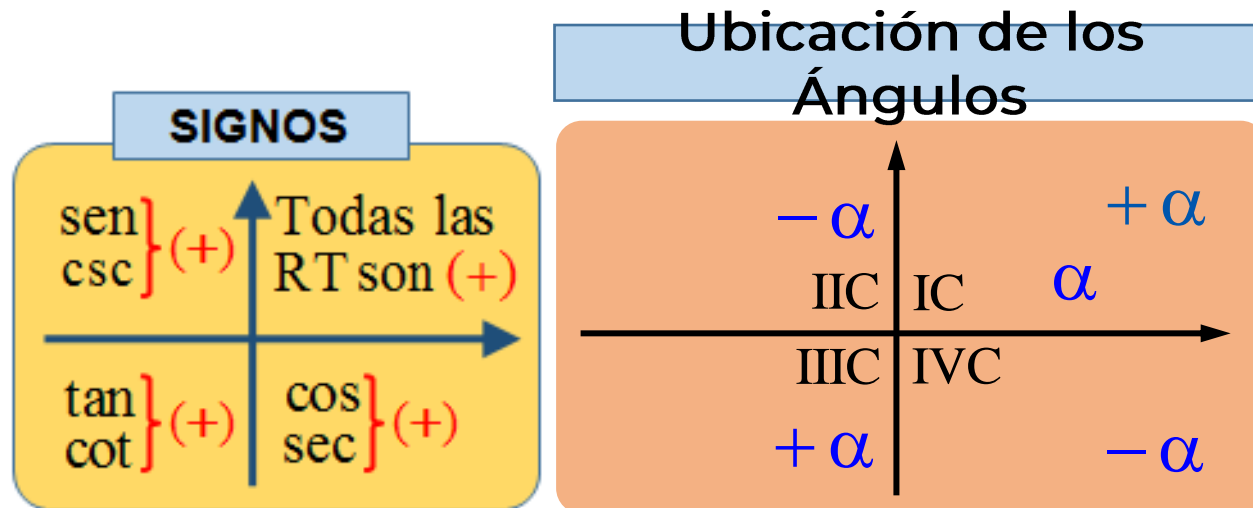 SIGNOS
sen
csc
(+)
Todas las
RT son (+)
tan
cot
(+)
cos
sec
(+)
Ubicación de los
Ángulos
− α
+ α
α
IIC
IC
IIIC
IVC
+ α
− α